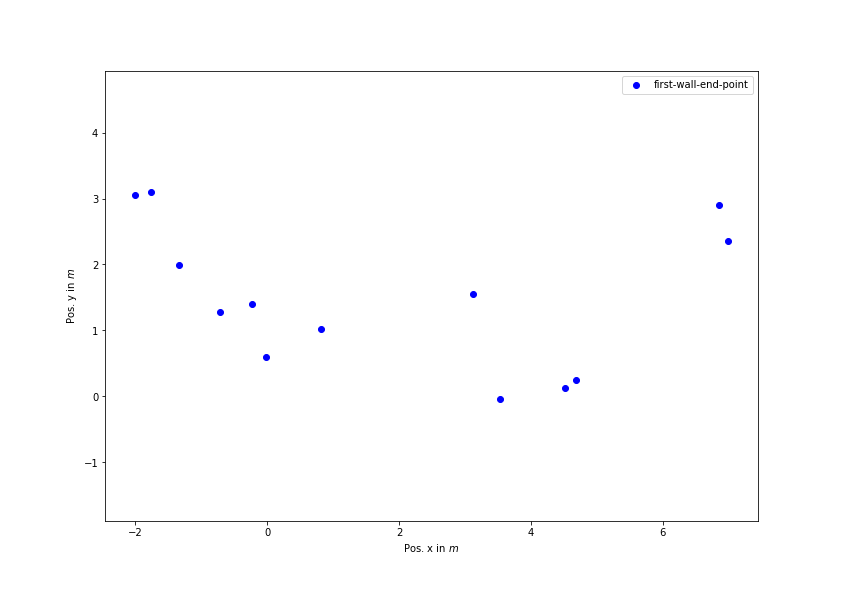 first-wall-end-point
4
3
2
1
0
−1
Pos. y in m
−2 0 2 4 6
Pos. x in m